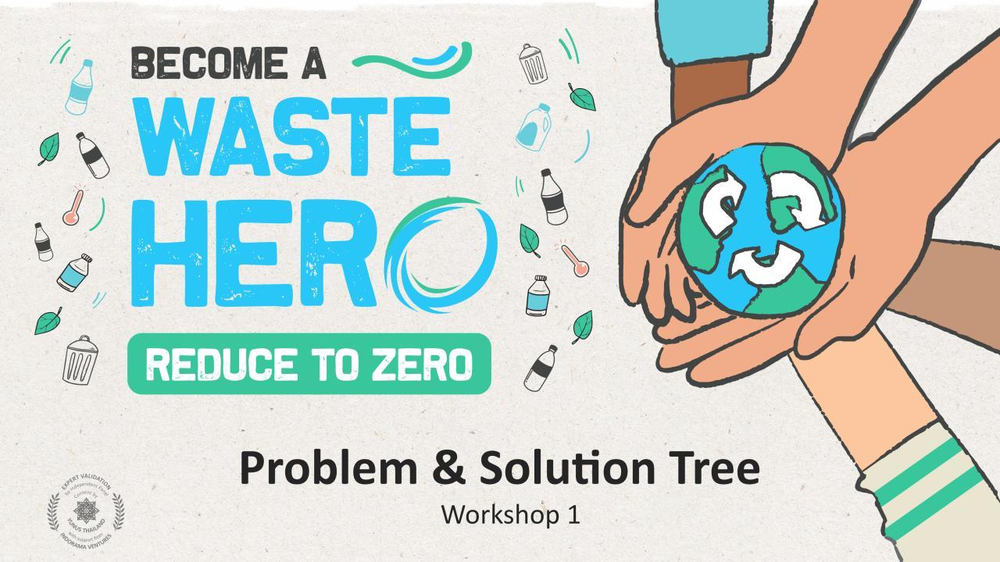 BECOME A
WASTE
HERO
REDUCE TO ZERO
Problem & Solution Tree
Workshop 1
EXPERT VALIDATION
by Independent Panel
Content by
YUNUS THAILAND
with support from
INDORAMA VENTURES